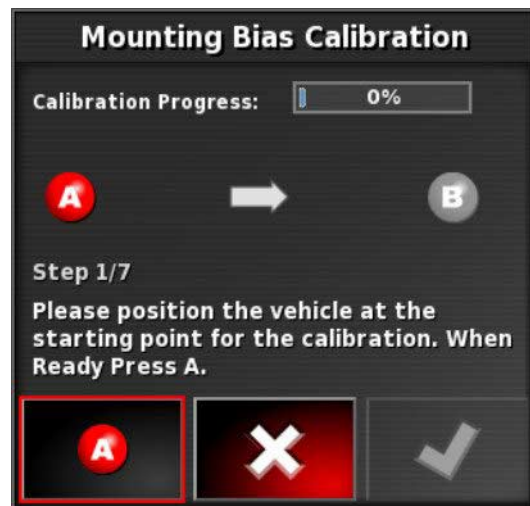 Mounting Bias Calibration
Calibration Progress: 0%
A B
Step 1/7
Please position the vehicle at the
starting point for the calibration. When
Ready Press A.
A